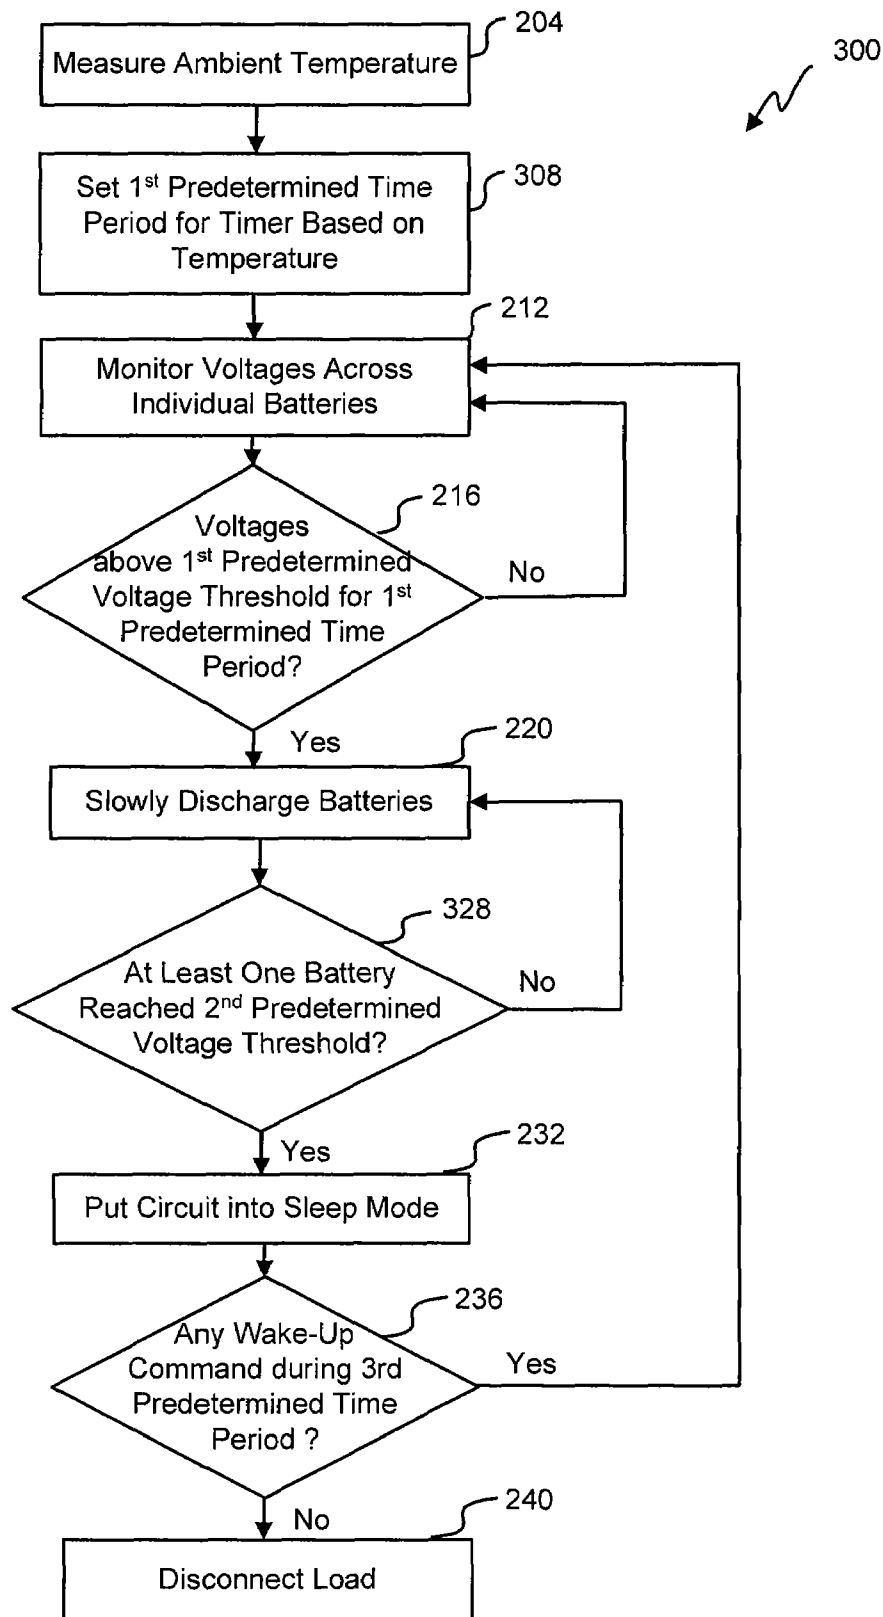 204
Measure Ambient Temperature
300
308
Set 1st Predetermined Time
Period for Timer Based on
Temperature
212
Monitor Voltages Across
Individual Batteries
216
Voltages
above 1st Predetermined
Voltage Threshold for 1st
Predetermined Time
Period?
No
Yes
220
Slowly Discharge Batteries
328
At Least One Battery
Reached 2nd Predetermined
Voltage Threshold?
No
Yes
232
Put Circuit into Sleep Mode
236
Any Wake-Up
Command during 3rd
Predetermined Time
Period ?
Yes
No
240
Disconnect Load